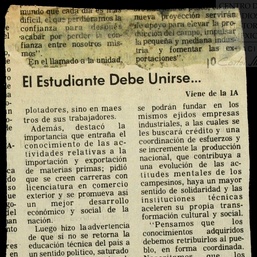 mundo que cada día es más
difícil, el que perdiéramos la
confianza para después
acabar por perder la con-
fianza entre nosotros mis-
mos".
"En el llamado a la unidad,
nueva proyección servirá
de apoyo para elevar la pro-
ducción del campo, impulsar
la pequeña y mediana indus-
tria y fomentar las ex-
portaciones"
10
El Estudiante Debe Unirse...
Viene de la 1A
plotadores, sino en maes
tros de sus trabajadores.
Además, destacó la
importancia que entraña el
conocimiento de las ac-
tividades relativas a la
importación y exportación
de materias primas; pidió
que se creen carreras con
licenciatura en comercio
exterior y se promueva así
un mejor desarrollo
económico y social de la
nación.
Luego hizo la advertencia
de que si no se retorna la
educación técnica del país a
un sentido político, saturado
se podrán fundar en los
mismos ejidos empresas
industriales, a las cuales se
les buscará crédito y una
coordinación de esfuerzos y
se incremente la producción
nacional, que contribuya a
una evolución de las ac-
titudes mentales de los
campesinos, haya un mayor
sentido de solidaridad y las
instituciones técnicas
aceleren su propia trans-
formación cultural y social.
"Pensamos que los
conocimientos adquiridos
debemos retribuirlos al pue-
blo, en forma coordinada.